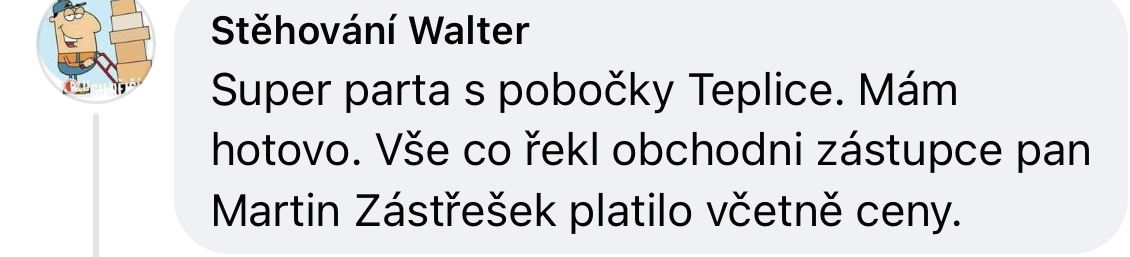 Stěhování Walter
Super parta s pobočky Teplice. Mám
hotovo. Vše co řekl obchodni zástupce pan
Martin Zástřešek platilo včetně ceny.